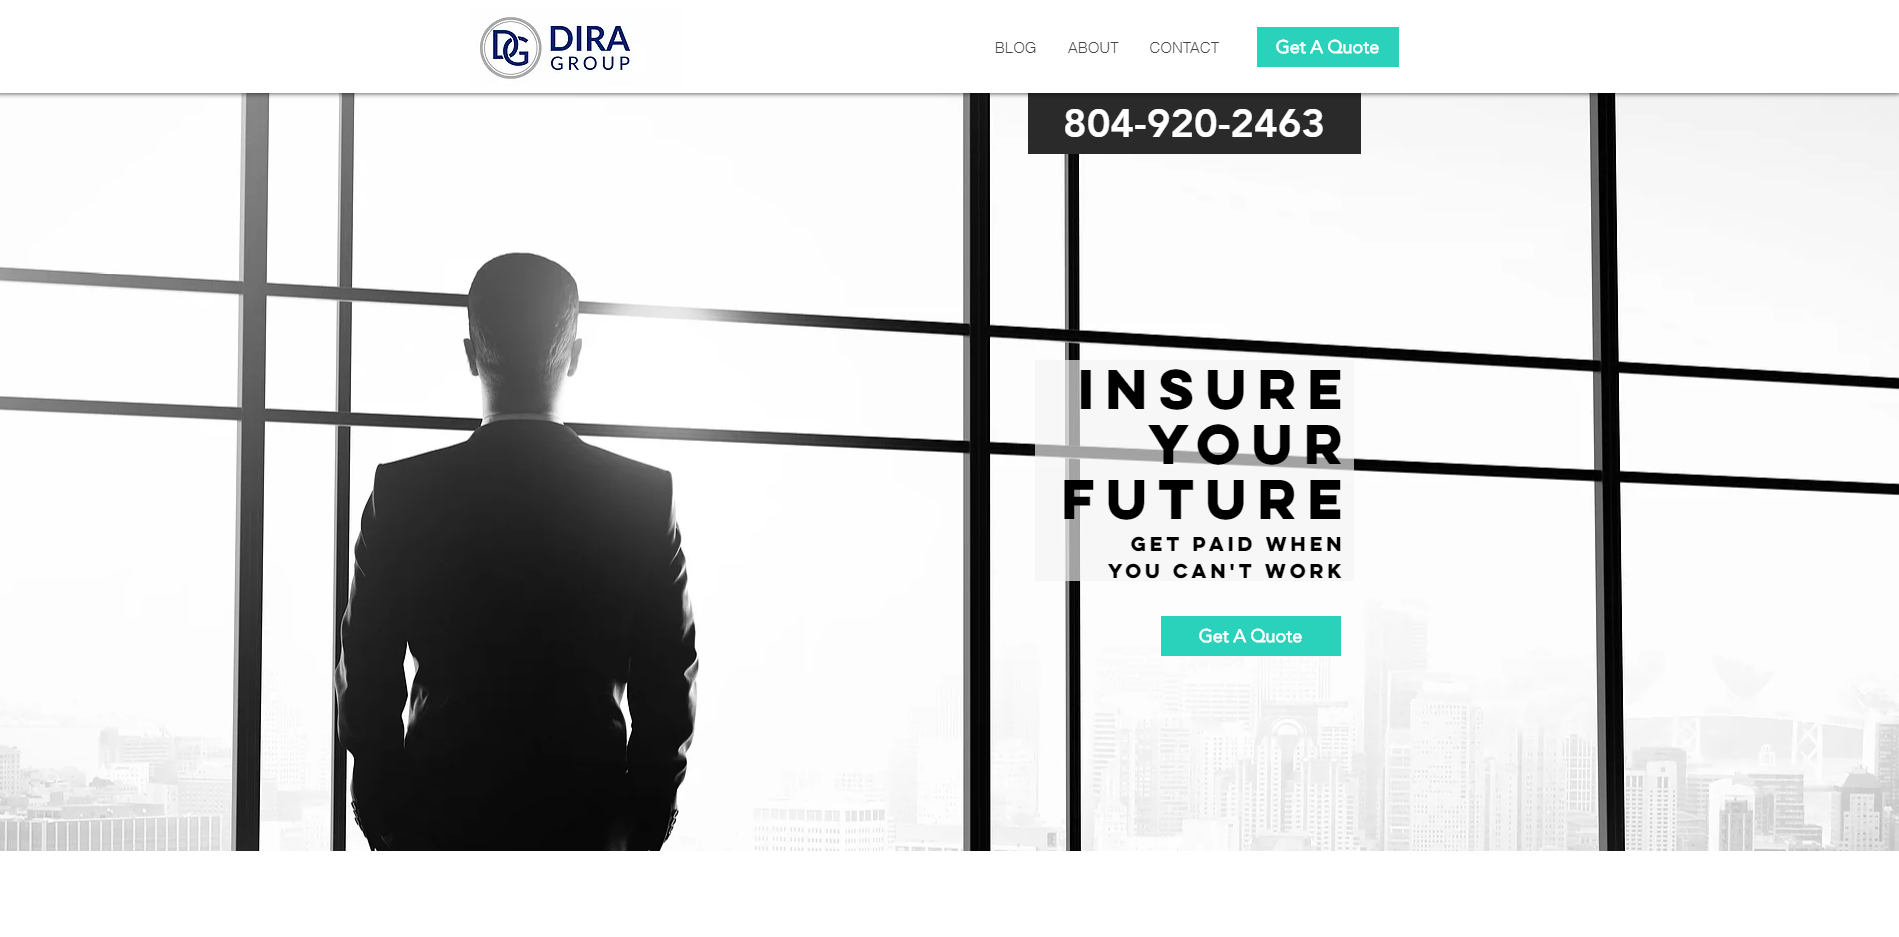 DG DIRA
GROUP
BLOG ABOUT CONTACT Get A Quote
804-920-2463
INSURE
YOUR
FUTURE
GET PAID WHEN
YOU CAN'T WORK
Get A Quote